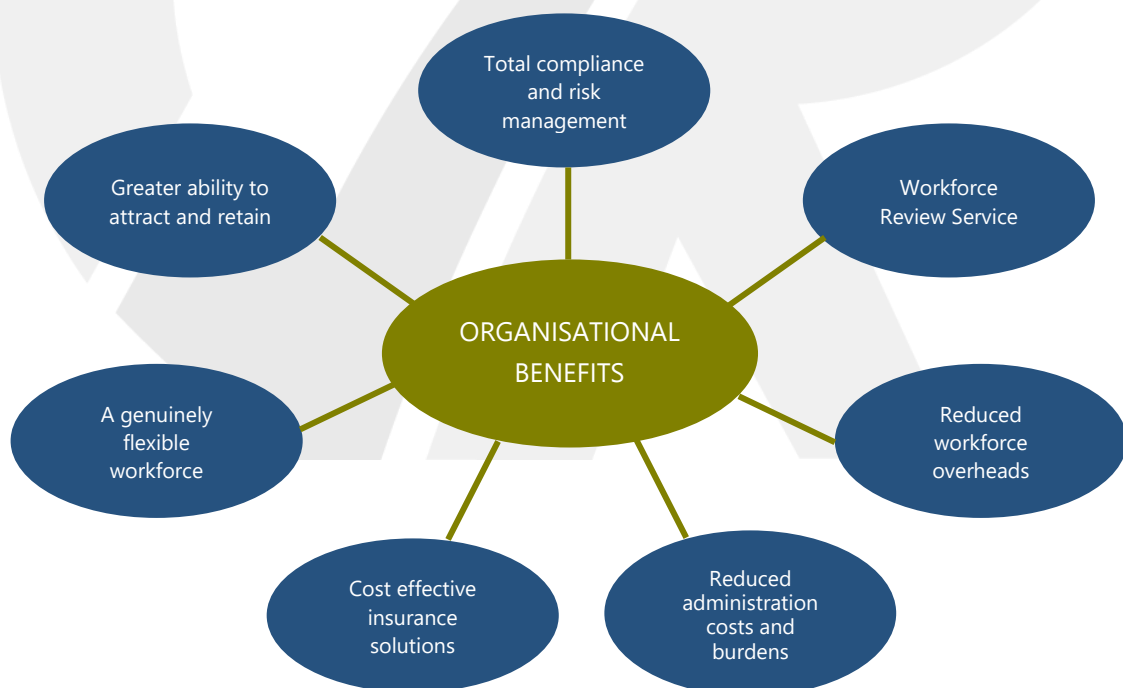 Total compliance
and risk
management
Greater ability to
attract and retain
Workforce
Review Service
ORGANISATIONAL
BENEFITS
A genuinely
flexible
workforce
Reduced
workforce
overheads
Cost effective
insurance
solutions
Reduced
administration
costs and
burdens